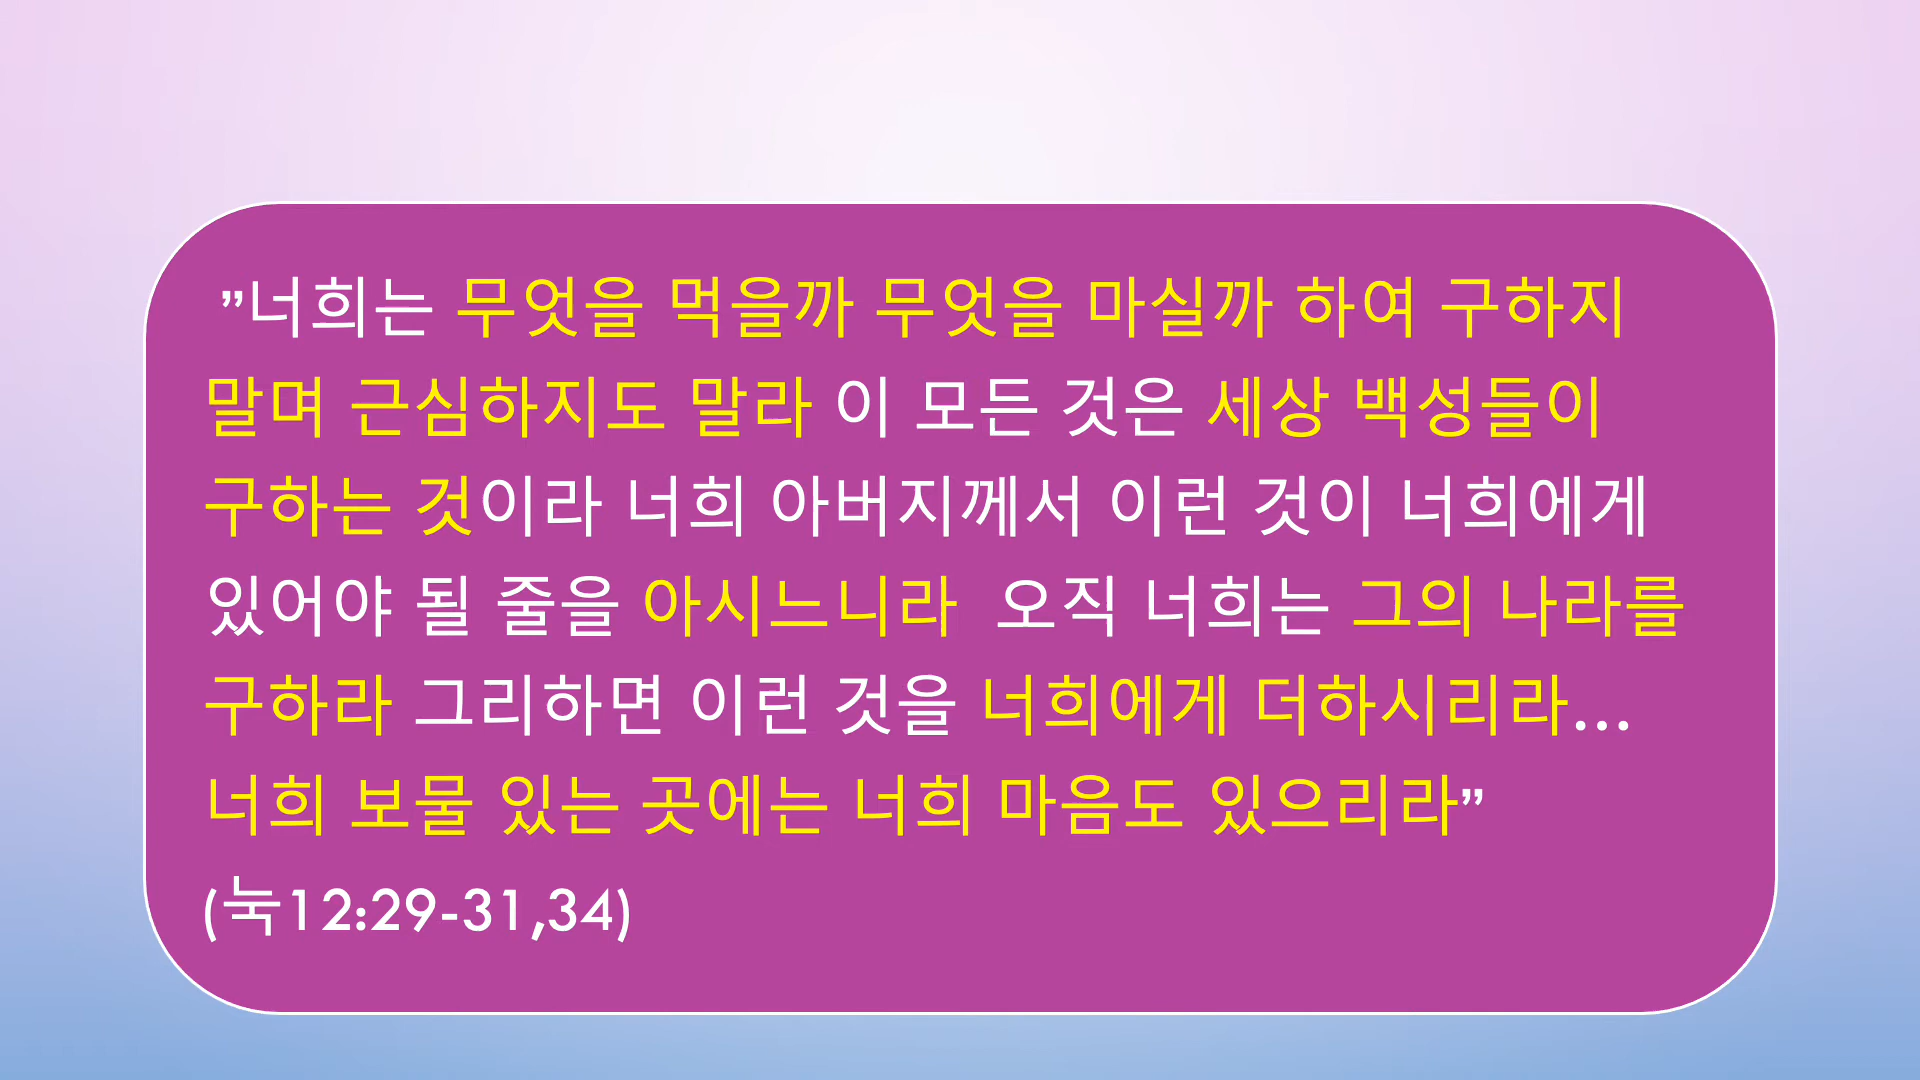 ”너희는 무엇을 먹을까 무엇을 마실까 하여 구하지
말며 근심하지도 말라 이 모든 것은 세상 백성들이
구하는 것이라 너희 아버지께서 이런 것이 너희에게
있어야 될 줄을 아시느니라  오직 너희는 그의 나라를
구하라 그리하면 이런 것을 너희에게 더하시리라...
너희 보물 있는 곳에는 너희 마음도 있으리라”
(눅12:29-31,34)